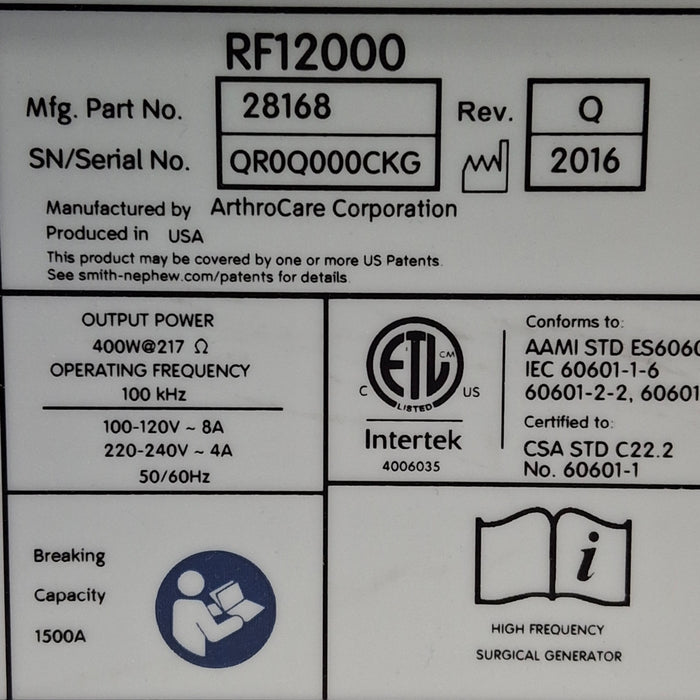 RF12000
Mfg. Part No. 28168 Rev. Q
SN/Serial No. QR0Q000CKG 2016
Manufactured by ArthroCare Corporation
Produced in USA
This product may be covered by one or more US Patents.
See smith-nephew.com/patents for details.
OUTPUT POWER
400W@217 Ω
OPERATING FREQUENCY
100 kHz
100-120V ~ 8A
220-240V ~ 4A
50/60Hz
ETL CM
C US
LISTED
Intertek
4006035
Conforms to:
AAMI STD ES6060
IEC 60601-1-6
60601-2-2, 60601
Certified to:
CSA STD C22.2
No. 60601-1
Breaking
Capacity
1500A
i
HIGH FREQUENCY
SURGICAL GENERATOR